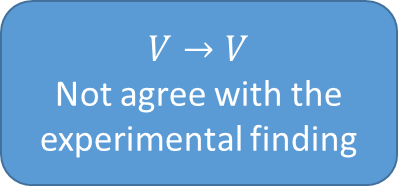 V → V
Not agree with the
experimental finding